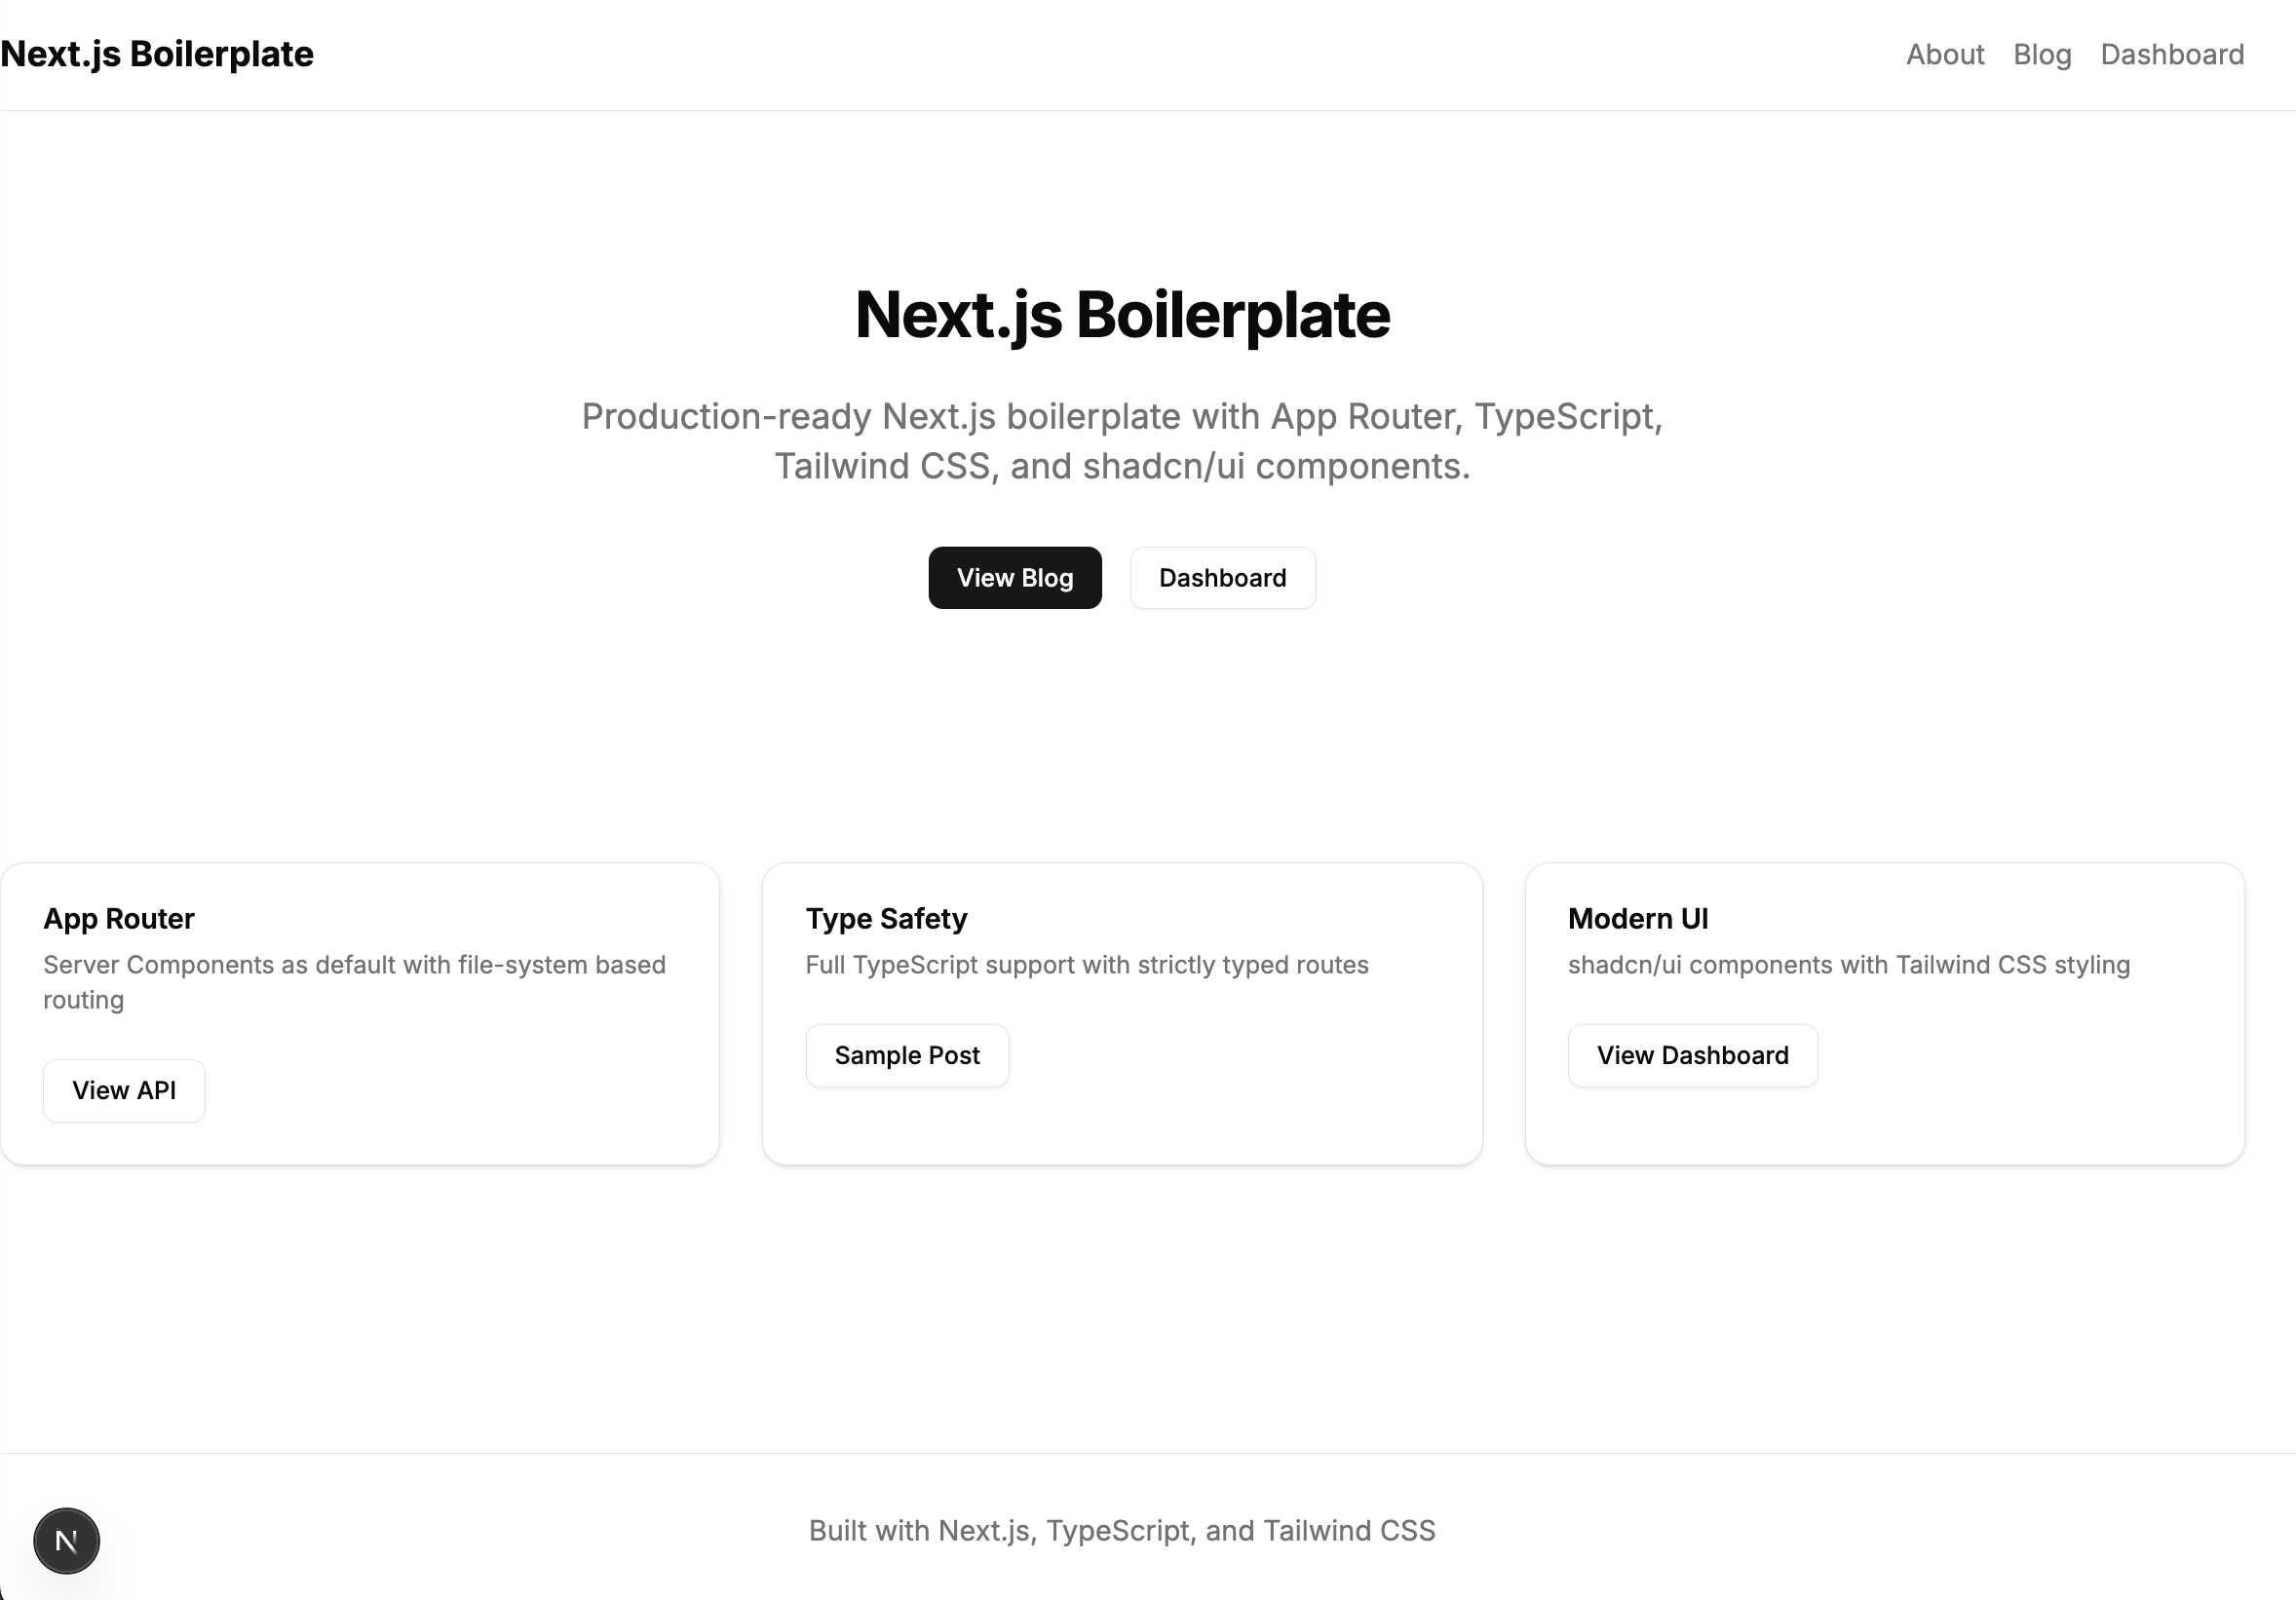 Next.js Boilerplate
About Blog Dashboard
Next.js Boilerplate
Production-ready Next.js boilerplate with App Router, TypeScript,
Tailwind CSS, and shadcn/ui components.
View Blog
Dashboard
App Router
Server Components as default with file-system based
routing
View API
Type Safety
Full TypeScript support with strictly typed routes
Sample Post
Modern UI
shadcn/ui components with Tailwind CSS styling
View Dashboard
Built with Next.js, TypeScript, and Tailwind CSS
N